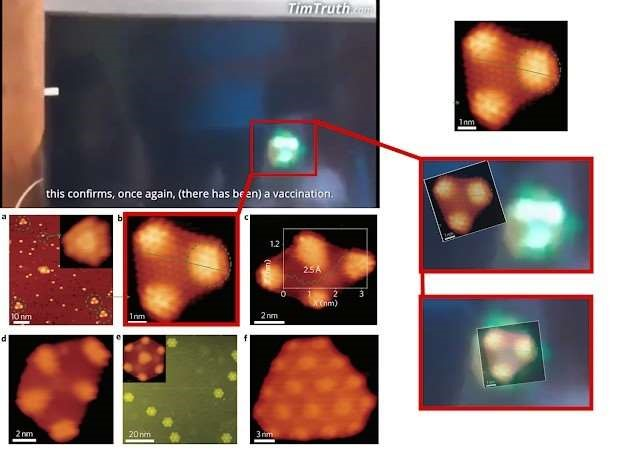 TimTruth.com
this confirms, once again, (there has been) a vaccination.
1nm
a
b
c
10 nm
1nm
1.2
2.5 Å
0
0
1
2
3
X (nm)
2 nm
d
e
f
2 nm
20 nm
3 nm